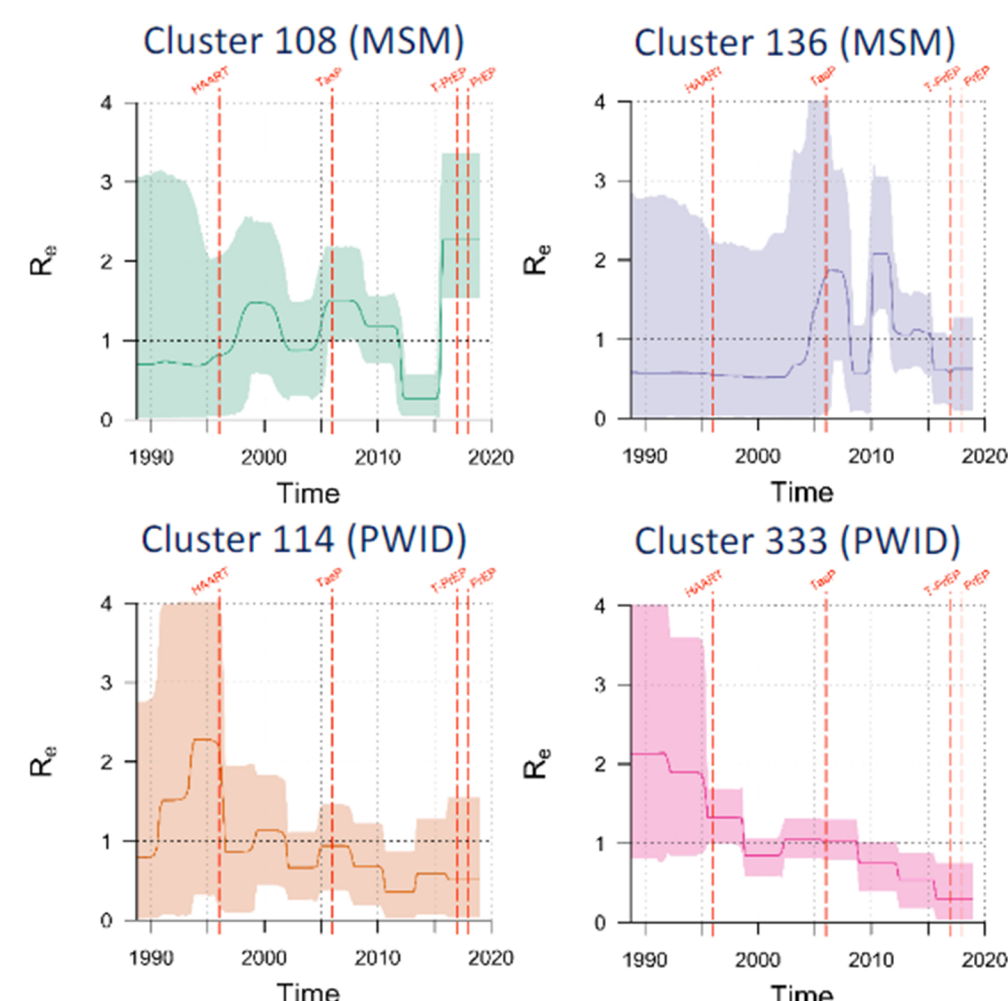 Cluster 108 (MSM)
HAART TasP T-PrEP PrEP
4
3
2
1
0
Re
1990 2000 2010 2020
Time
Cluster 136 (MSM)
HAART TasP T-PrEP PrEP
4
3
2
1
0
Re
1990 2000 2010 2020
Time
Cluster 114 (PWID)
HAART TasP T-PrEP PrEP
4
3
2
1
0
Re
1990 2000 2010 2020
Time
Cluster 333 (PWID)
HAART TasP T-PrEP PrEP
4
3
2
1
0
Re
1990 2000 2010 2020
Time